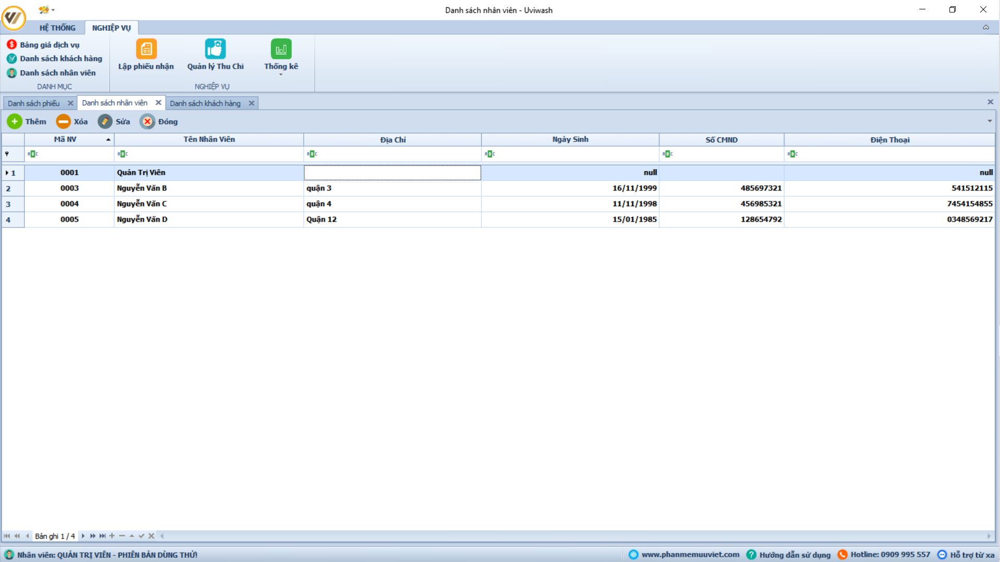 Danh sách nhân viên - Uviwash
HỆ THỐNG NGHIỆP VỤ
Bảng giá dịch vụ
Danh sách khách hàng
Danh sách nhân viên
DANH MỤC
Lập phiếu nhận Quản lý Thu Chi Thống kê
NGHIỆP VỤ
Danh sách phiếu Danh sách nhân viên Danh sách khách hàng
Thêm Xóa Sửa Đóng
Mã NV Tên Nhân Viên Địa Chỉ Ngày Sinh Số CMND Điện Thoại
ABC ABC ABC ABC ABC ABC
1 0001 Quản Trị Viên null null
2 0003 Nguyễn Văn B quận 3 16/11/1999 485697321 541512115
3 0004 Nguyễn Văn C quận 4 11/11/1998 456985321 7454154855
4 0005 Nguyễn Văn D Quận 12 15/01/1985 128654792 0348569217
Bản ghi 1 / 4
Nhân viên: QUẢN TRỊ VIÊN - PHIÊN BẢN DÙNG THỬ! www.phanmemuuviet.com Hướng dẫn sử dụng Hotline: 0909 995 557 Hỗ trợ từ xa